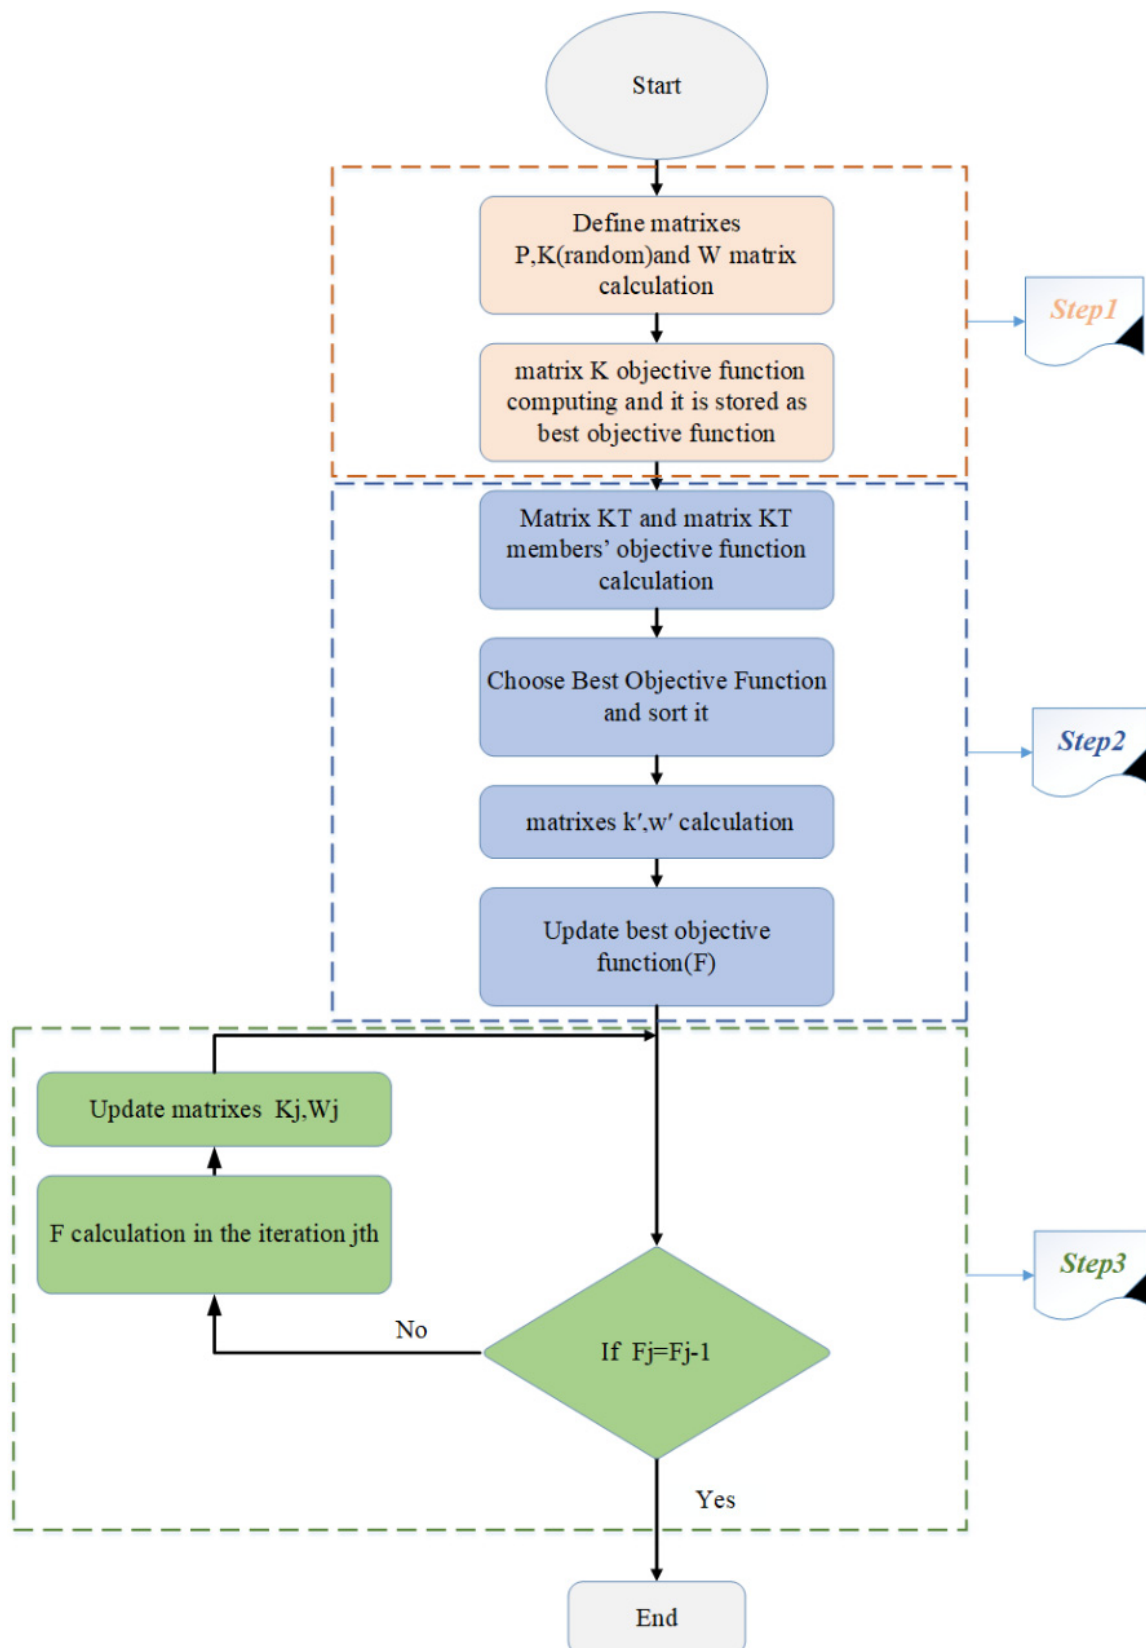 Start
Define matrixes
P,K(random)and W matrix
calculation
Step1
matrix K objective function
computing and it is stored as
best objective function
Matrix KT and matrix KT
members’ objective function
calculation
Choose Best Objective Function
and sort it
Step2
matrixes k′,w′ calculation
Update best objective
function(F)
Update matrixes Kj,Wj
F calculation in the iteration jth
Step3
No
If Fj=Fj-1
Yes
End